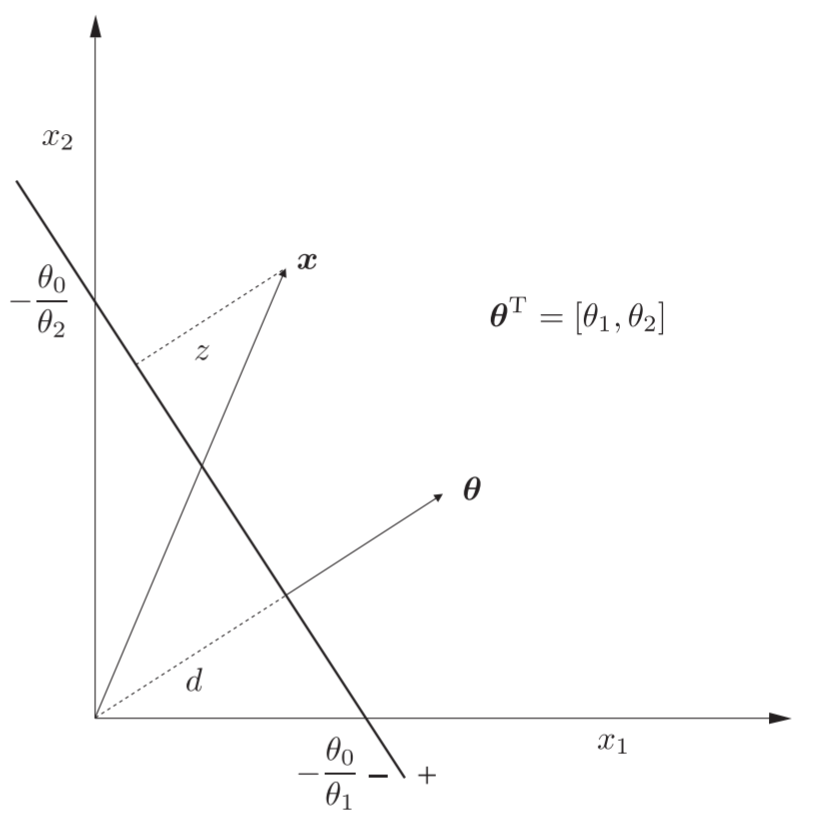 x₂
−θ₀/θ₂
x
z
θᵀ = [θ₁, θ₂]
θ
d
x₁
−θ₀/θ₁
− +